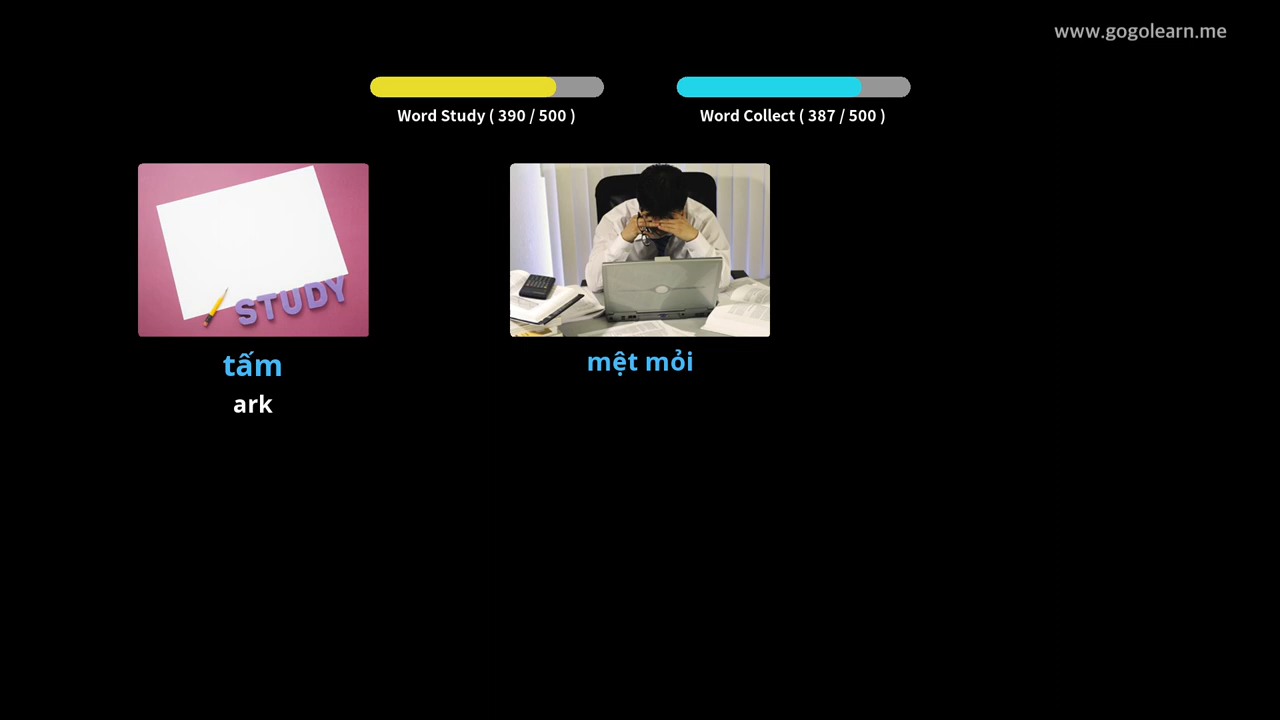 www.gogolearn.me
Word Study ( 390 / 500 )
Word Collect ( 387 / 500 )
STUDY
tấm
mệt mỏi
ark